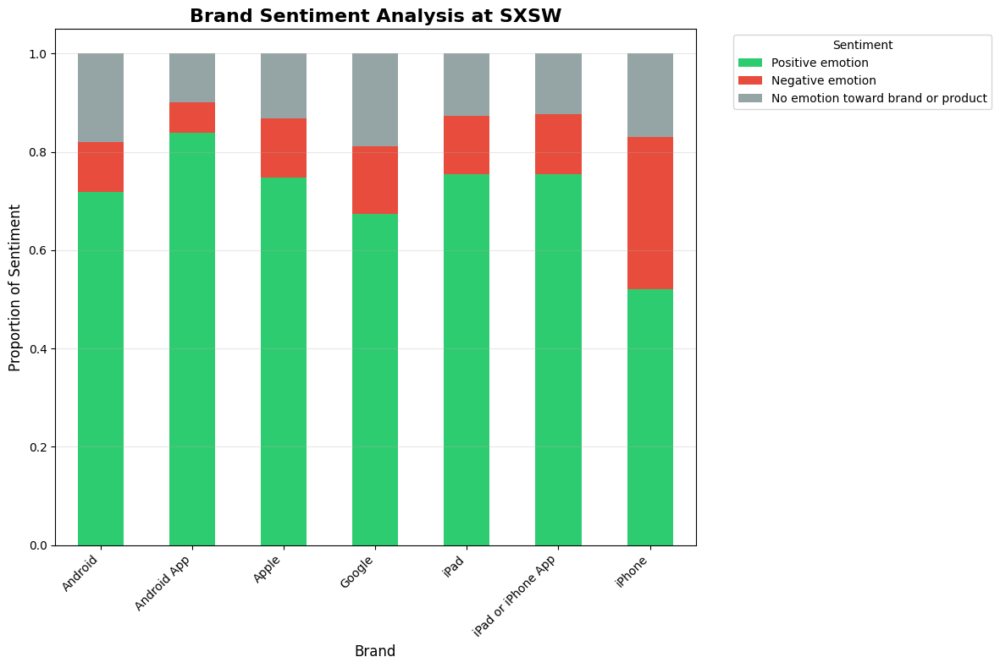 Brand Sentiment Analysis at SXSW
Sentiment
Positive emotion
Negative emotion
No emotion toward brand or product
Proportion of Sentiment
1.0
0.8
0.6
0.4
0.2
0.0
Android
Android App
Apple
Google
iPad
iPad or iPhone App
iPhone
Brand